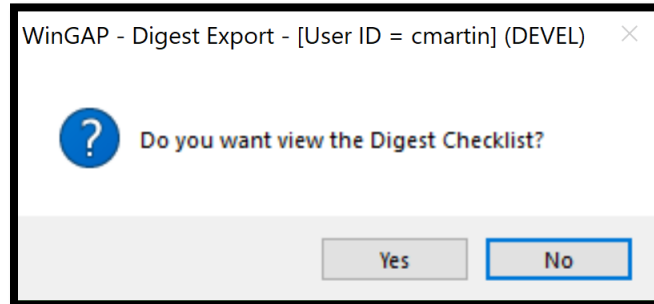 WinGAP - Digest Export - [User ID = cmartin] (DEVEL)
Do you want view the Digest Checklist?
Yes No